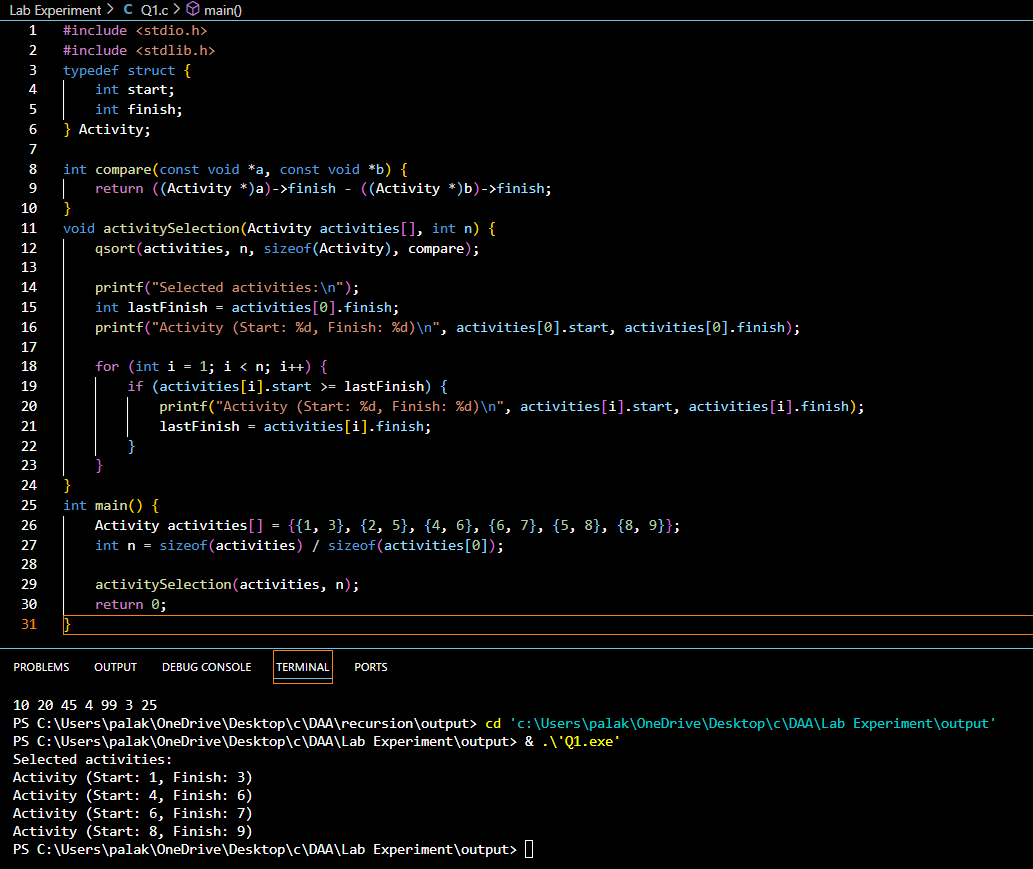 Lab Experiment > C Q1.c > main()
1 #include <stdio.h>
2 #include <stdlib.h>
3 typedef struct {
4     int start;
5     int finish;
6 } Activity;
7
8 int compare(const void *a, const void *b) {
9     return ((Activity *)a)->finish - ((Activity *)b)->finish;
10 }
11 void activitySelection(Activity activities[], int n) {
12     qsort(activities, n, sizeof(Activity), compare);
13
14     printf("Selected activities:\n");
15     int lastFinish = activities[0].finish;
16     printf("Activity (Start: %d, Finish: %d)\n", activities[0].start, activities[0].finish);
17
18     for (int i = 1; i < n; i++) {
19         if (activities[i].start >= lastFinish) {
20             printf("Activity (Start: %d, Finish: %d)\n", activities[i].start, activities[i].finish);
21             lastFinish = activities[i].finish;
22         }
23     }
24 }
25 int main() {
26     Activity activities[] = {{1, 3}, {2, 5}, {4, 6}, {6, 7}, {5, 8}, {8, 9}};
27     int n = sizeof(activities) / sizeof(activities[0]);
28
29     activitySelection(activities, n);
30     return 0;
31 }
PROBLEMS OUTPUT DEBUG CONSOLE TERMINAL PORTS
10 20 45 4 99 3 25
PS C:\Users\palak\OneDrive\Desktop\c\DAA\recursion\output> cd 'c:\Users\palak\OneDrive\Desktop\c\DAA\Lab Experiment\output'
PS C:\Users\palak\OneDrive\Desktop\c\DAA\Lab Experiment\output> & .\'Q1.exe'
Selected activities:
Activity (Start: 1, Finish: 3)
Activity (Start: 4, Finish: 6)
Activity (Start: 6, Finish: 7)
Activity (Start: 8, Finish: 9)
PS C:\Users\palak\OneDrive\Desktop\c\DAA\Lab Experiment\output>